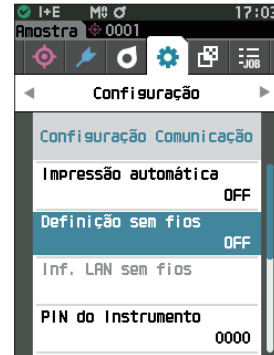 I+E M0 17:03
Amostra 0001
-JOB
Configuração
Configuração Comunicação
Impressão automática
OFF
Definição sem fios
OFF
Inf. LAN sem fios
PIN do Instrumento
0000